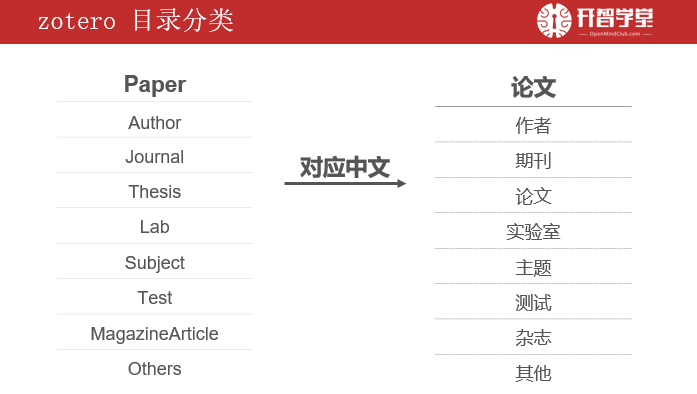 zotero 目录分类
开智学堂
OpenMindClub.com
Paper
Author
Journal
Thesis
Lab
Subject
Test
MagazineArticle
Others
对应中文
论文
作者
期刊
论文
实验室
主题
测试
杂志
其他